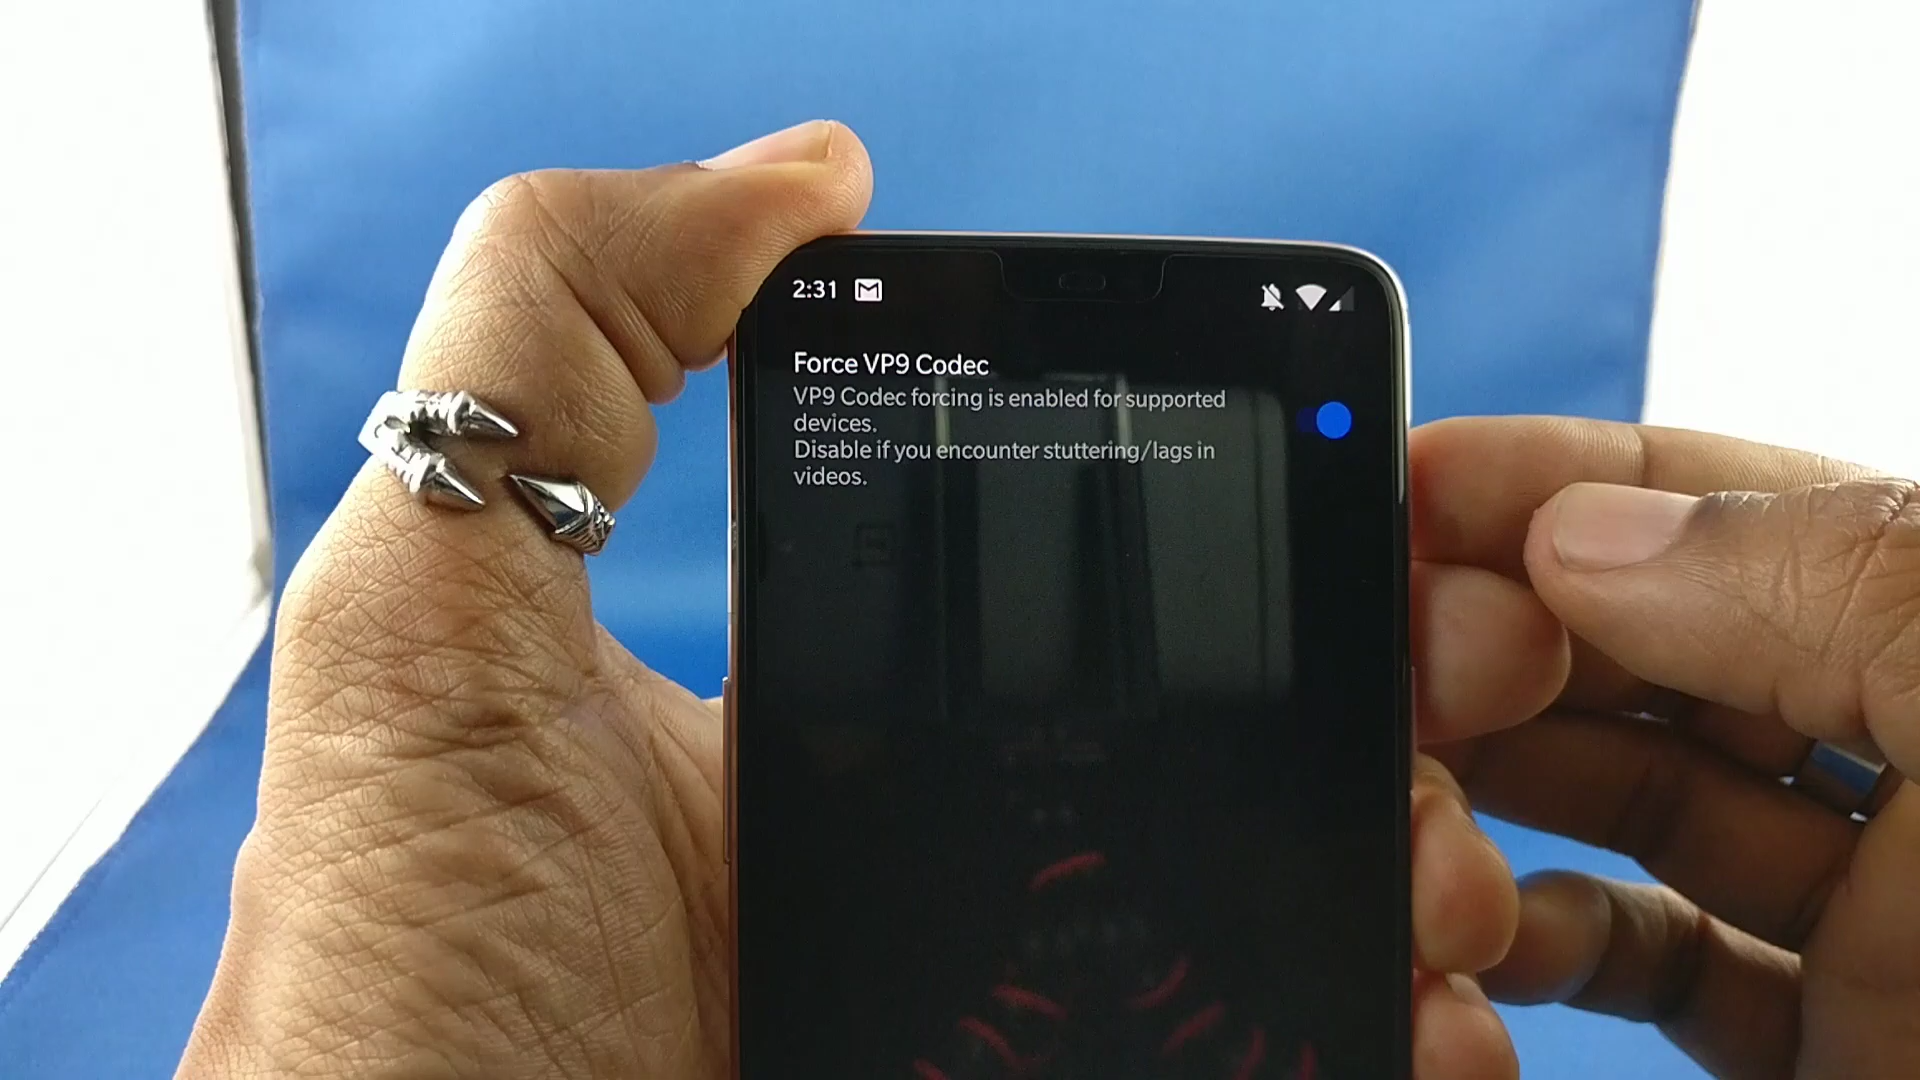 2:31
Force VP9 Codec
VP9 Codec forcing is enabled for supported
devices.
Disable if you encounter stuttering/lags in
videos.